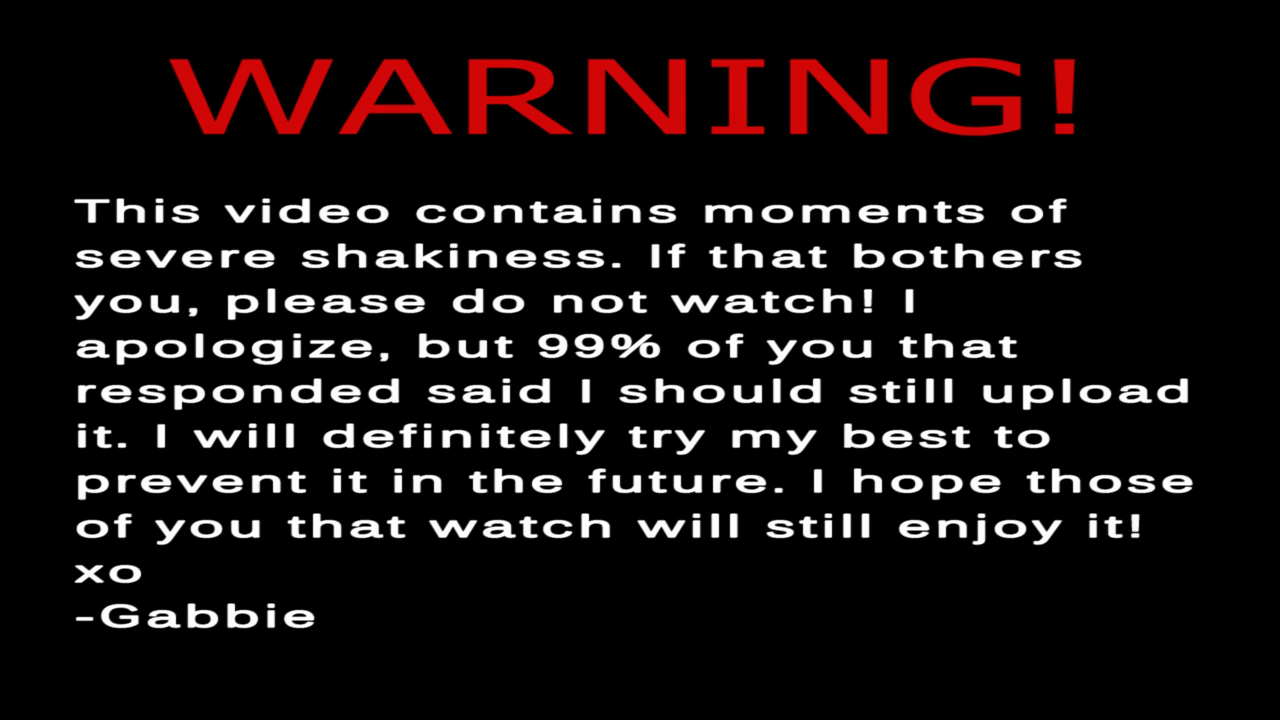 WARNING!
This video contains moments of
severe shakiness. If that bothers
you, please do not watch! I
apologize, but 99% of you that
responded said I should still upload
it. I will definitely try my best to
prevent it in the future. I hope those
of you that watch will still enjoy it!
xo
-Gabbie